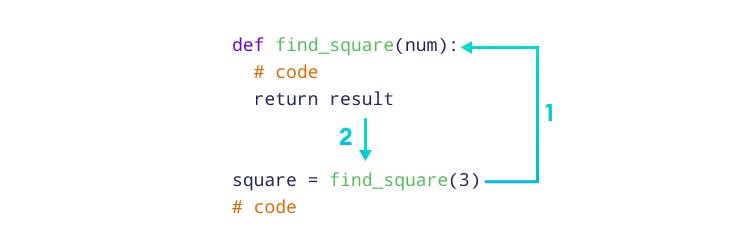 def find_square(num):
# code
return result
1
2
square = find_square(3)
# code